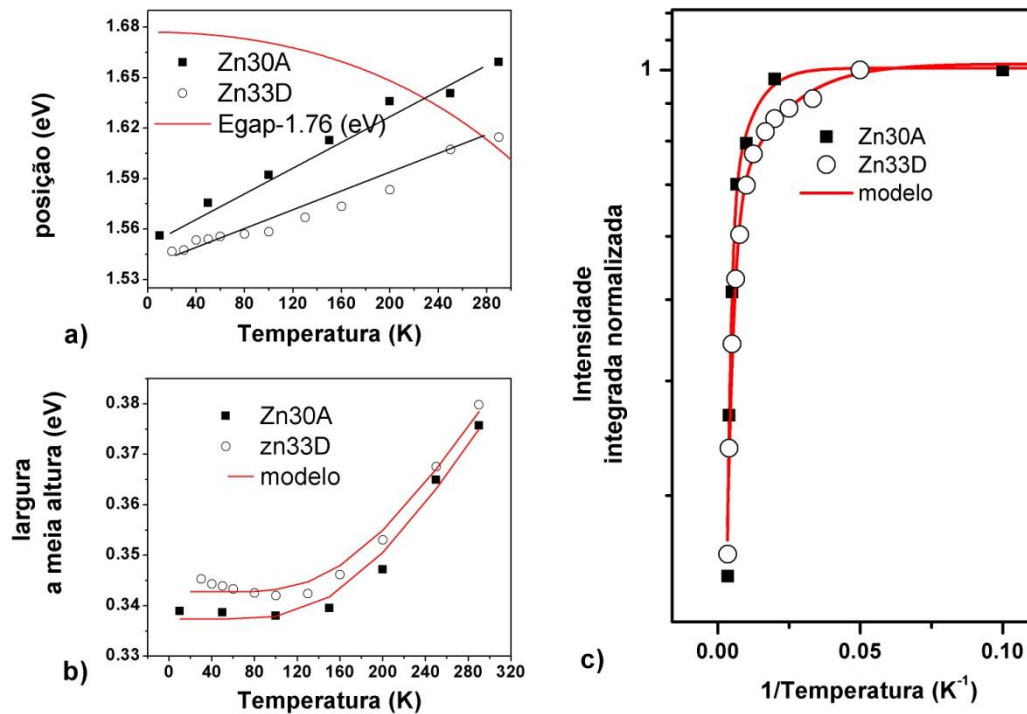 1.68
1.65
1.62
1.59
1.56
1.53
posição (eV)
Zn30A
Zn33D
Egap-1.76 (eV)
0 40 80 120 160 200 240 290
Temperatura (K)
a)
0.38
0.37
0.36
0.35
0.34
0.33
largura
a meia altura (eV)
Zn30A
zn33D
modelo
0 40 80 120 160 200 240 280 320
Temperatura (K)
b)
1
Intensidade
integrada normalizada
Zn30A
Zn33D
modelo
0.00 0.05 0.10
1/Temperatura (K⁻¹)
c)